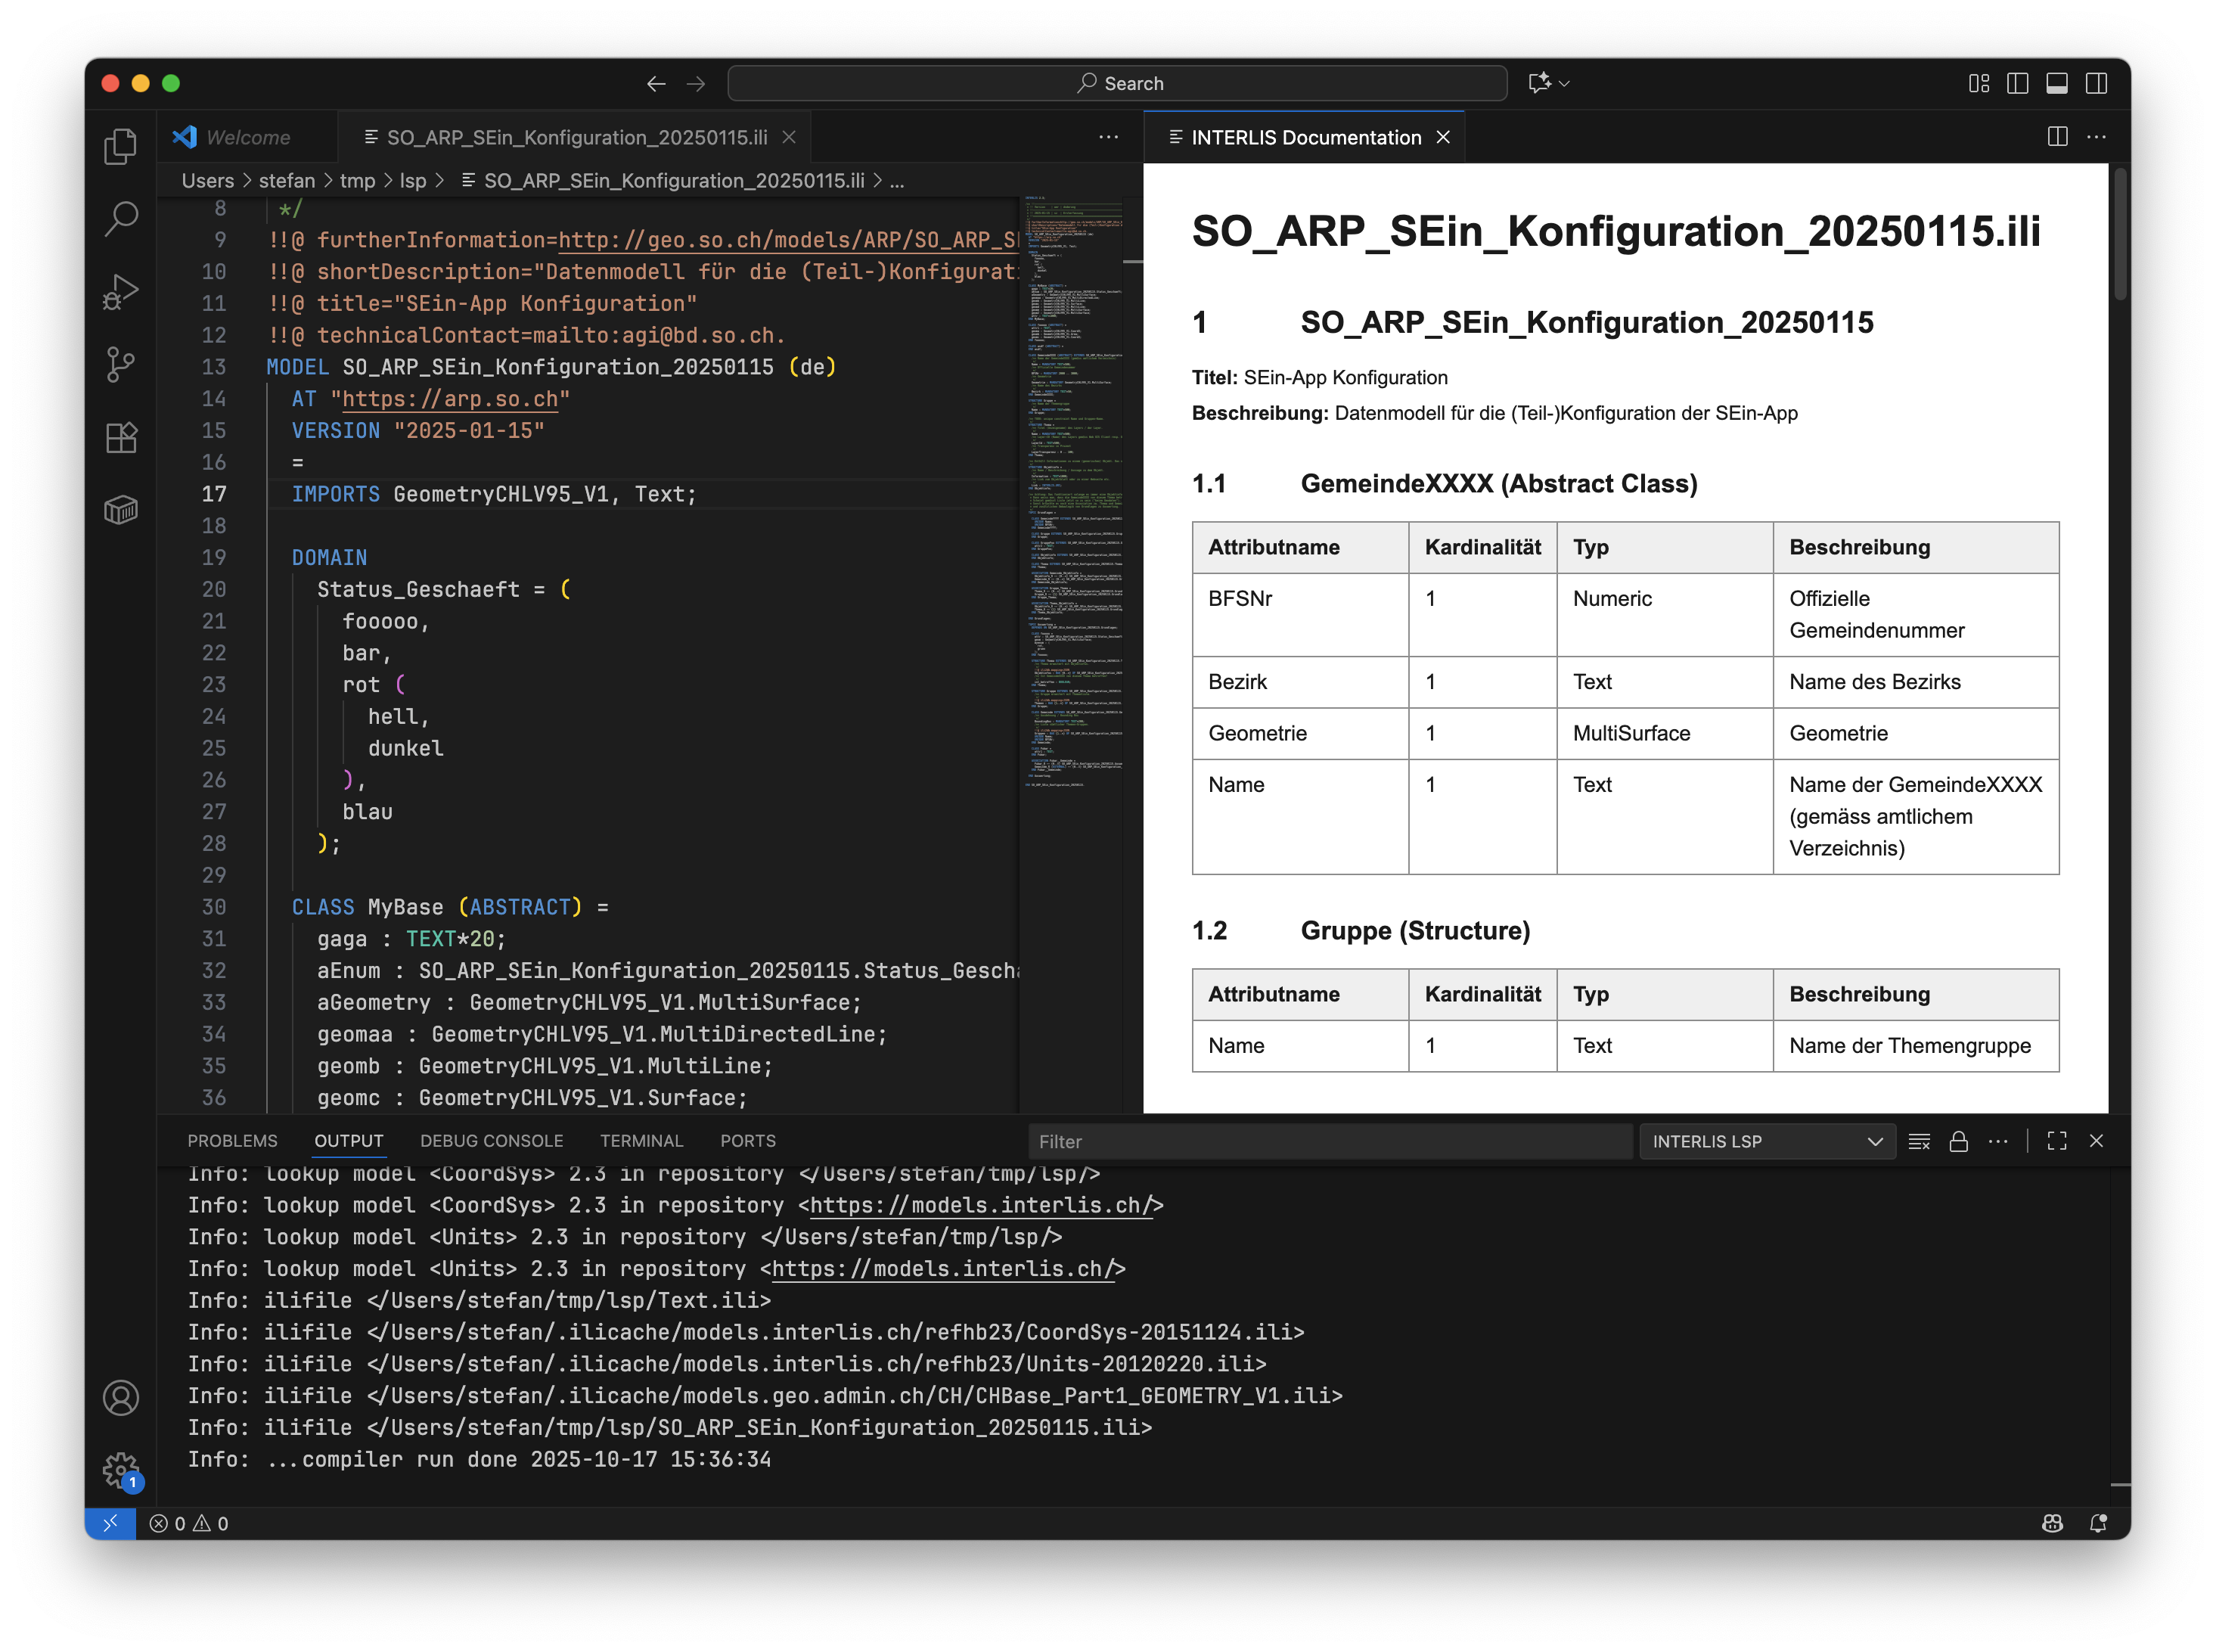 Search
Welcome
SO_ARP_SEin_Konfiguration_20250115.ili
INTERLIS Documentation
Users > stefan > tmp > lsp > SO_ARP_SEin_Konfiguration_20250115.ili > ...
8 */
9 !!@ furtherInformation=http://geo.so.ch/models/ARP/SO_ARP_SE
10 !!@ shortDescription="Datenmodell für die (Teil-)Konfigurati
11 !!@ title="SEin-App Konfiguration"
12 !!@ technicalContact=mailto:agi@bd.so.ch.
13 MODEL SO_ARP_SEin_Konfiguration_20250115 (de)
14 AT "https://arp.so.ch"
15 VERSION "2025-01-15"
16 =
17 IMPORTS GeometryCHLV95_V1, Text;
18
19 DOMAIN
20 Status_Geschaeft = (
21 fooooo,
22 bar,
23 rot (
24 hell,
25 dunkel
26 ),
27 blau
28 );
29
30 CLASS MyBase (ABSTRACT) =
31 gaga : TEXT*20;
32 aEnum : SO_ARP_SEin_Konfiguration_20250115.Status_Gescha
33 aGeometry : GeometryCHLV95_V1.MultiSurface;
34 geomaa : GeometryCHLV95_V1.MultiDirectedLine;
35 geomb : GeometryCHLV95_V1.MultiLine;
36 geomc : GeometryCHLV95_V1.Surface;
SO_ARP_SEin_Konfiguration_20250115.ili
1 SO_ARP_SEin_Konfiguration_20250115
Titel: SEin-App Konfiguration
Beschreibung: Datenmodell für die (Teil-)Konfiguration der SEin-App
1.1 GemeindeXXXX (Abstract Class)
Attributname Kardinalität Typ Beschreibung
BFSNr 1 Numeric Offizielle
Gemeindenummer
Bezirk 1 Text Name des Bezirks
Geometrie 1 MultiSurface Geometrie
Name 1 Text Name der GemeindeXXXX
(gemäss amtlichem
Verzeichnis)
1.2 Gruppe (Structure)
Attributname Kardinalität Typ Beschreibung
Name 1 Text Name der Themengruppe
PROBLEMS OUTPUT DEBUG CONSOLE TERMINAL PORTS
Filter
INTERLIS LSP
Info: lookup model <CoordSys> 2.3 in repository </Users/stefan/tmp/lsp/>
Info: lookup model <CoordSys> 2.3 in repository <https://models.interlis.ch/>
Info: lookup model <Units> 2.3 in repository </Users/stefan/tmp/lsp/>
Info: lookup model <Units> 2.3 in repository <https://models.interlis.ch/>
Info: ilifile </Users/stefan/tmp/lsp/Text.ili>
Info: ilifile </Users/stefan/.ilicache/models.interlis.ch/refhb23/CoordSys-20151124.ili>
Info: ilifile </Users/stefan/.ilicache/models.interlis.ch/refhb23/Units-20120220.ili>
Info: ilifile </Users/stefan/.ilicache/models.geo.admin.ch/CH/CHBase_Part1_GEOMETRY_V1.ili>
Info: ilifile </Users/stefan/tmp/lsp/SO_ARP_SEin_Konfiguration_20250115.ili>
Info: ...compiler run done 2025-10-17 15:36:34
1
0 0